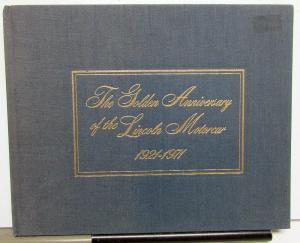 The Golden Anniversary
of the Lincoln Motorcar
1921-1971